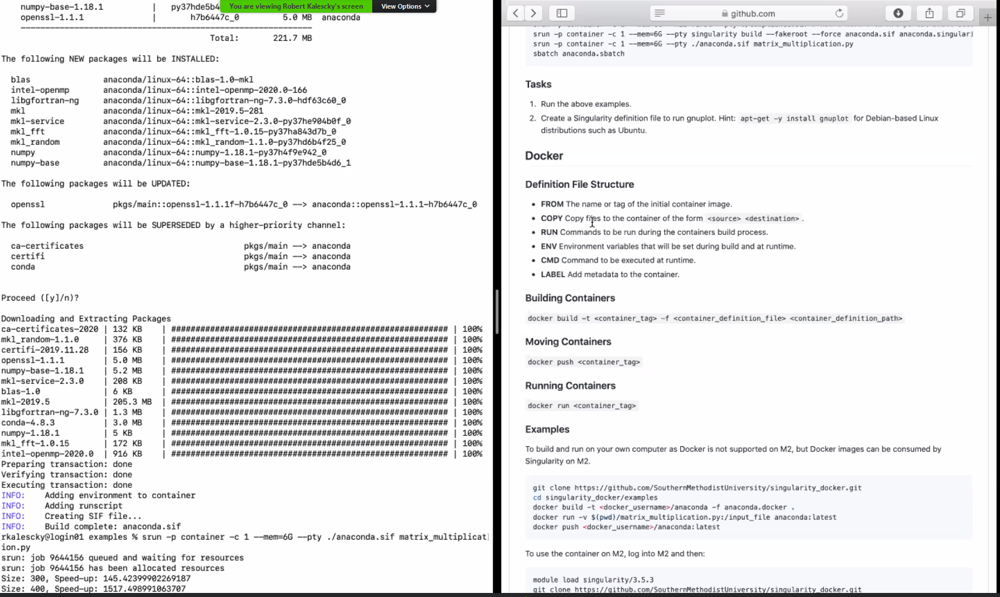 numpy-base-1.18.1 | py37hde5b4
You are viewing Robert Kalescky's screen View Options
openssl-1.1.1 | h7b6447c_0 5.0 MB anaconda
------------------------------------------------------------
Total: 221.7 MB
The following NEW packages will be INSTALLED:
blas anaconda/linux-64::blas-1.0-mkl
intel-openmp anaconda/linux-64::intel-openmp-2020.0-166
libgfortran-ng anaconda/linux-64::libgfortran-ng-7.3.0-hdf63c60_0
mkl anaconda/linux-64::mkl-2019.5-281
mkl-service anaconda/linux-64::mkl-service-2.3.0-py37he904b0f_0
mkl_fft anaconda/linux-64::mkl_fft-1.0.15-py37ha843d7b_0
mkl_random anaconda/linux-64::mkl_random-1.1.0-py37hd6b4f25_0
numpy anaconda/linux-64::numpy-1.18.1-py37h4f9e942_0
numpy-base anaconda/linux-64::numpy-base-1.18.1-py37hde5b4d6_1
The following packages will be UPDATED:
openssl pkgs/main::openssl-1.1.1f-h7b6447c_0 --> anaconda::openssl-1.1.1-h7b6447c_0
The following packages will be SUPERSEDED by a higher-priority channel:
ca-certificates pkgs/main --> anaconda
certifi pkgs/main --> anaconda
conda pkgs/main --> anaconda
Proceed ([y]/n)?
Downloading and Extracting Packages
ca-certificates-2020 | 132 KB | ######################################################### | 100%
mkl_random-1.1.0 | 376 KB | ######################################################### | 100%
certifi-2019.11.28 | 156 KB | ######################################################### | 100%
openssl-1.1.1 | 5.0 MB | ######################################################### | 100%
numpy-base-1.18.1 | 5.2 MB | ######################################################### | 100%
mkl-service-2.3.0 | 208 KB | ######################################################### | 100%
blas-1.0 | 6 KB | ######################################################### | 100%
mkl-2019.5 | 205.3 MB | ######################################################### | 100%
libgfortran-ng-7.3.0 | 1.3 MB | ######################################################### | 100%
conda-4.8.3 | 3.0 MB | ######################################################### | 100%
numpy-1.18.1 | 5 KB | ######################################################### | 100%
mkl_fft-1.0.15 | 172 KB | ######################################################### | 100%
intel-openmp-2020.0 | 916 KB | ######################################################### | 100%
Preparing transaction: done
Verifying transaction: done
Executing transaction: done
INFO: Adding environment to container
INFO: Adding runscript
INFO: Creating SIF file...
INFO: Build complete: anaconda.sif
[rkalescky@login01 examples % srun -p container -c 1 --mem=6G --pty ./anaconda.sif matrix_multiplicat]
ion.py
srun: job 9644156 queued and waiting for resources
srun: job 9644156 has been allocated resources
Size: 300, Speed-up: 145.42399902269187
Size: 400, Speed-up: 1517.498991063707
github.com
srun -p container -c 1 --mem=6G --pty singularity build --fakeroot --force anaconda.sif anaconda.singulari
srun -p container -c 1 --mem=6G --pty ./anaconda.sif matrix_multiplication.py
sbatch anaconda.sbatch
Tasks
1. Run the above examples.
2. Create a Singularity definition file to run gnuplot. Hint: apt-get -y install gnuplot for Debian-based Linux
distributions such as Ubuntu.
Docker
Definition File Structure
• FROM The name or tag of the initial container image.
• COPY Copy files to the container of the form <source> <destination> .
• RUN Commands to be run during the containers build process.
• ENV Environment variables that will be set during build and at runtime.
• CMD Command to be executed at runtime.
• LABEL Add metadata to the container.
Building Containers
docker build -t <container_tag> -f <container_definition_file> <container_definition_path>
Moving Containers
docker push <container_tag>
Running Containers
docker run <container_tag>
Examples
To build and run on your own computer as Docker is not supported on M2, but Docker images can be consumed by
Singularity on M2.
git clone https://github.com/SouthernMethodistUniversity/singularity_docker.git
cd singularity_docker/examples
docker build -t <docker_username>/anaconda -f anaconda.docker .
docker run -v $(pwd)/matrix_multiplication.py:/input_file anaconda:latest
docker push <docker_username>/anaconda:latest
To use the container on M2, log into M2 and then:
module load singularity/3.5.3
git clone https://github.com/SouthernMethodistUniversity/singularity_docker.git